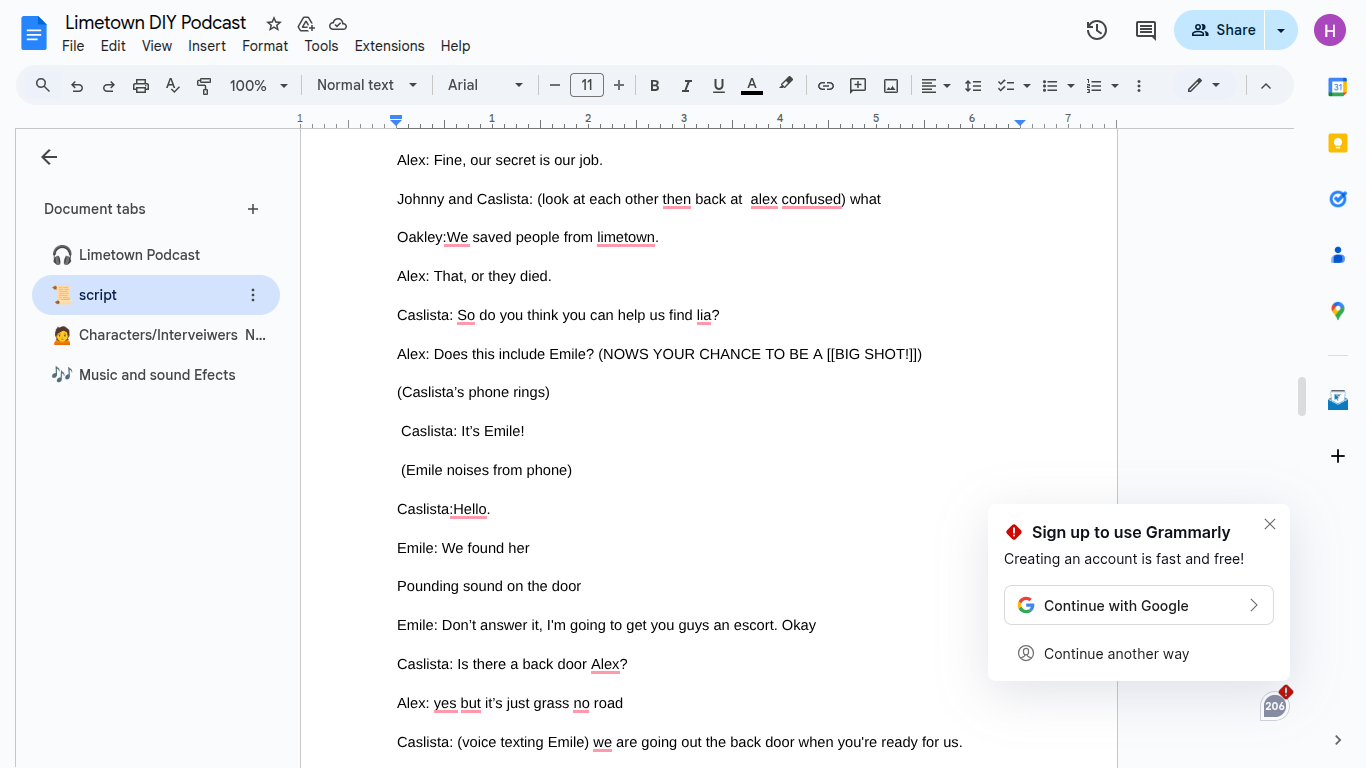 Limetown DIY Podcast
File Edit View Insert Format Tools Extensions Help
Share
H
100% Normal text Arial 11 B I U A
31
1 1 2 3 4 5 6 7
Document tabs
Limetown Podcast
script
Characters/Interveiwers N...
Music and sound Efects
Alex: Fine, our secret is our job.
Johnny and Caslista: (look at each other then back at  alex confused) what
Oakley:We saved people from limetown.
Alex: That, or they died.
Caslista: So do you think you can help us find lia?
Alex: Does this include Emile? (NOWS YOUR CHANCE TO BE A [[BIG SHOT!]])
(Caslista’s phone rings)
Caslista: It’s Emile!
(Emile noises from phone)
Caslista:Hello.
Emile: We found her
Pounding sound on the door
Emile: Don’t answer it, I'm going to get you guys an escort. Okay
Caslista: Is there a back door Alex?
Alex: yes but it’s just grass no road
Caslista: (voice texting Emile) we are going out the back door when you're ready for us.
Sign up to use Grammarly
Creating an account is fast and free!
Continue with Google
Continue another way
206